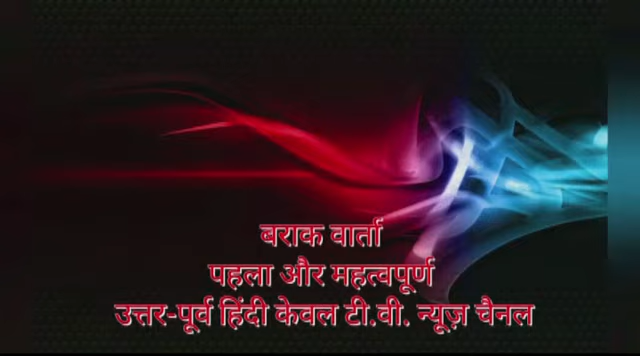 बराक वार्ता
पहला और महत्वपूर्ण
उत्तर-पूर्व हिंदी केवल टी.वी. न्यूज़ चैनल